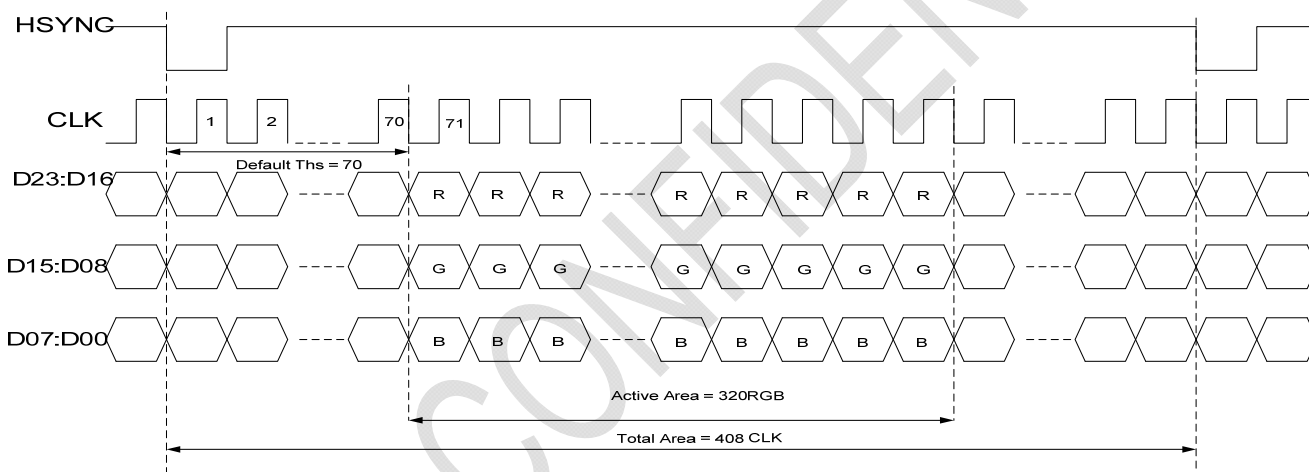 HSYNC
CLK 1 2 70 71
Default Ths = 70
D23:D16 R R R R R R R R
D15:D08 G G G G G G G G
D07:D00 B B B B B B B B
Active Area = 320RGB
Total Area = 408 CLK
CONFIDEN